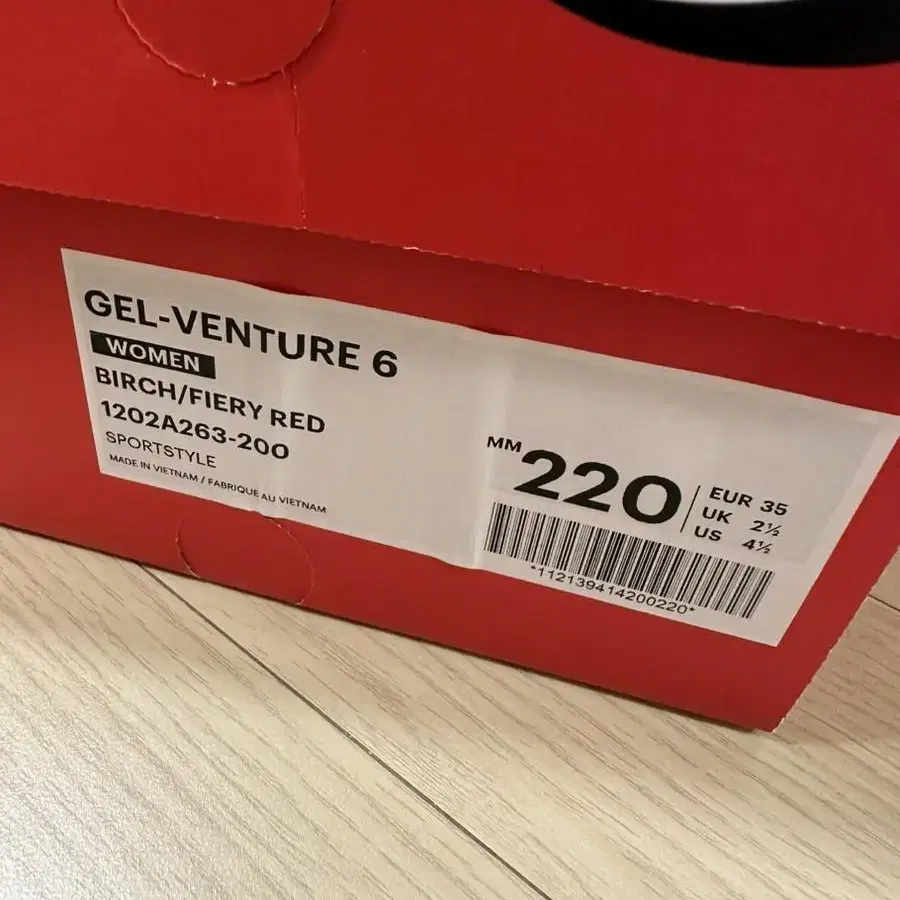 GEL-VENTURE 6
WOMEN
BIRCH/FIERY RED
1202A263-200
SPORTSTYLE
MADE IN VIETNAM / FABRIQUE AU VIETNAM
MM 220
EUR 35
UK 2½
US 4½
*112139414200220*